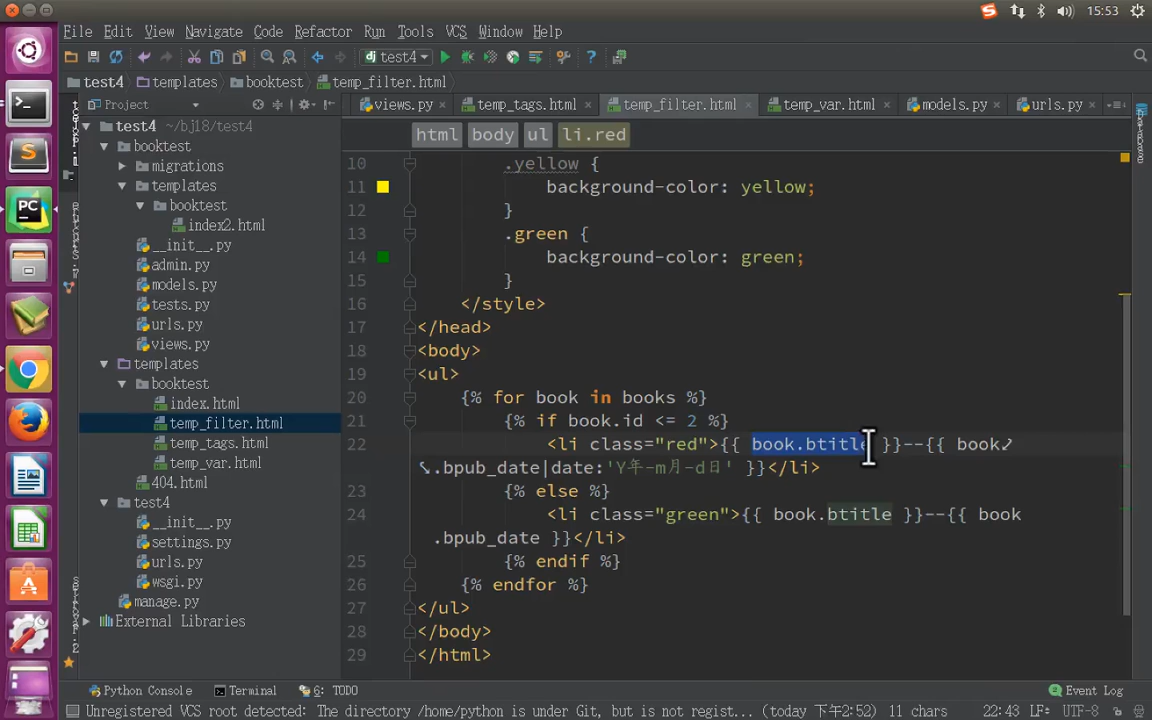 15:53
File Edit View Navigate Code Refactor Run Tools VCS Window Help
test4
test4 templates booktest temp_filter.html
Project
views.py temp_tags.html temp_filter.html temp_var.html models.py urls.py
html body ul li.red
test4 ~/bj18/test4
booktest
migrations
templates
booktest
index2.html
__init__.py
admin.py
models.py
tests.py
urls.py
views.py
templates
booktest
index.html
temp_filter.html
temp_tags.html
temp_var.html
404.html
test4
__init__.py
settings.py
urls.py
wsgi.py
manage.py
External Libraries
10 .yellow {
11 background-color: yellow;
12 }
13 .green {
14 background-color: green;
15 }
16 </style>
17 </head>
18 <body>
19 <ul>
20 {% for book in books %}
21 {% if book.id <= 2 %}
22 <li class="red">{{ book.btitle }}--{{ book
.bpub_date|date:'Y年-m月-d日' }}</li>
23 {% else %}
24 <li class="green">{{ book.btitle }}--{{ book
.bpub_date }}</li>
25 {% endif %}
26 {% endfor %}
27 </ul>
28 </body>
29 </html>
Python Console Terminal 6: TODO Event Log
Unregistered VCS root detected: The directory /home/python is under Git, but is not regist... (today 下午2:52) 11 chars 22:43 LF÷ UTF-8